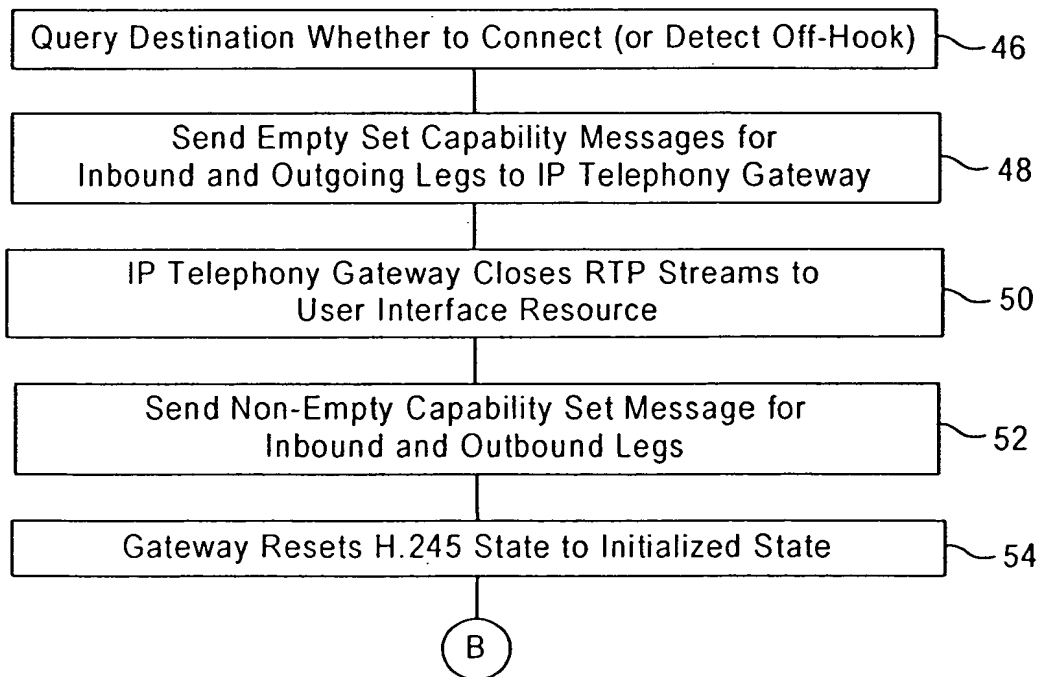 Query Destination Whether to Connect (or Detect Off-Hook)
46
Send Empty Set Capability Messages for
Inbound and Outgoing Legs to IP Telephony Gateway
48
IP Telephony Gateway Closes RTP Streams to
User Interface Resource
50
Send Non-Empty Capability Set Message for
Inbound and Outbound Legs
52
Gateway Resets H.245 State to Initialized State
54
B